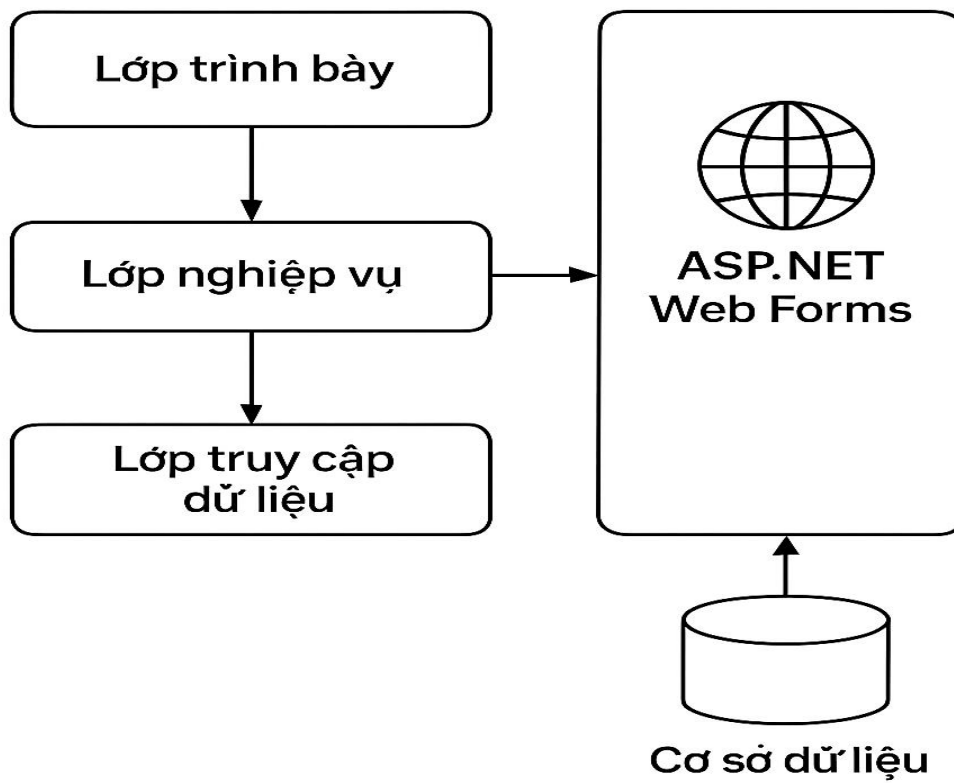 Lớp trình bày
Lớp nghiệp vụ
Lớp truy cập
dữ liệu
ASP.NET
Web Forms
Cơ sở dữ liệu